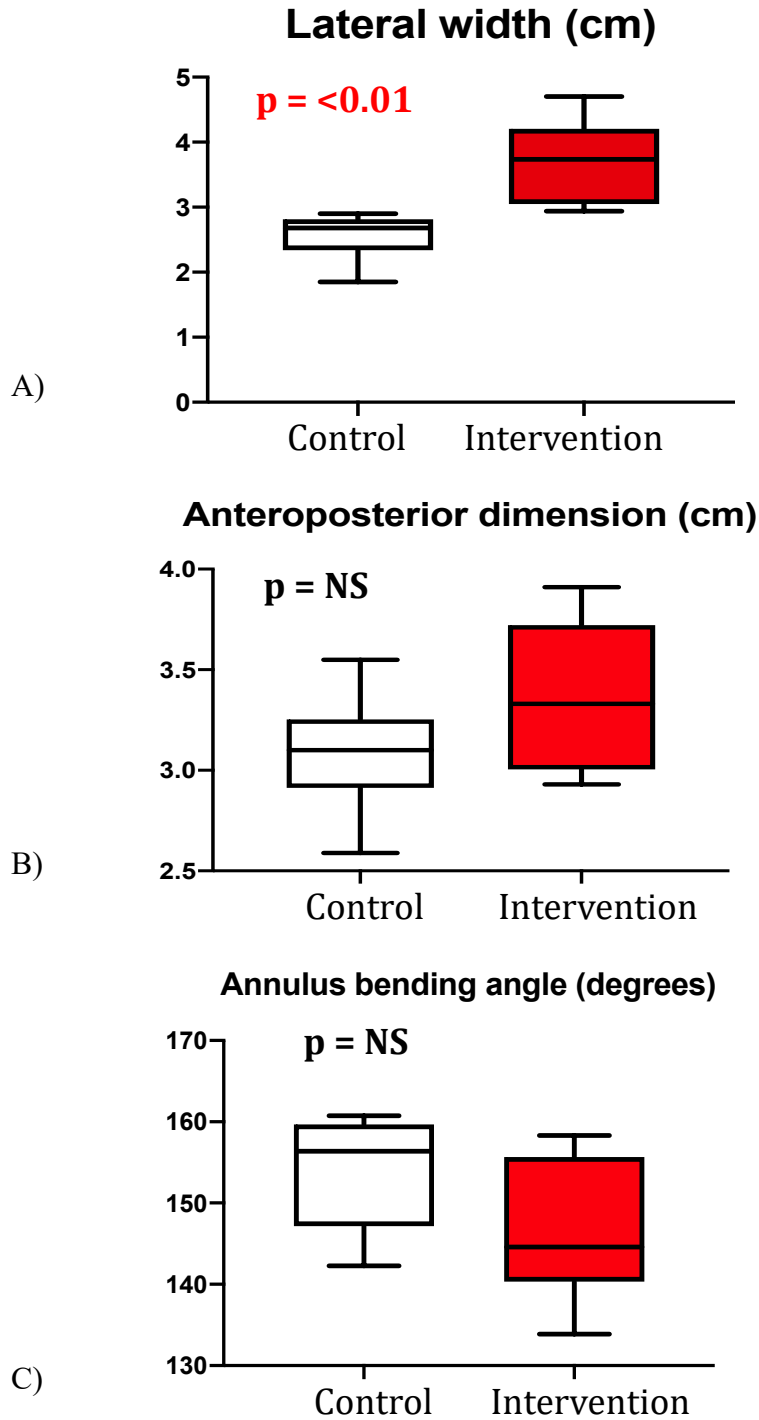 Lateral width (cm)
5
p = <0.01
4
3
2
1
A)
0
Control Intervention
Anteroposterior dimension (cm)
4.0
p = NS
3.5
3.0
B)
2.5
Control Intervention
Annulus bending angle (degrees)
170
p = NS
160
150
140
130
C)
Control Intervention